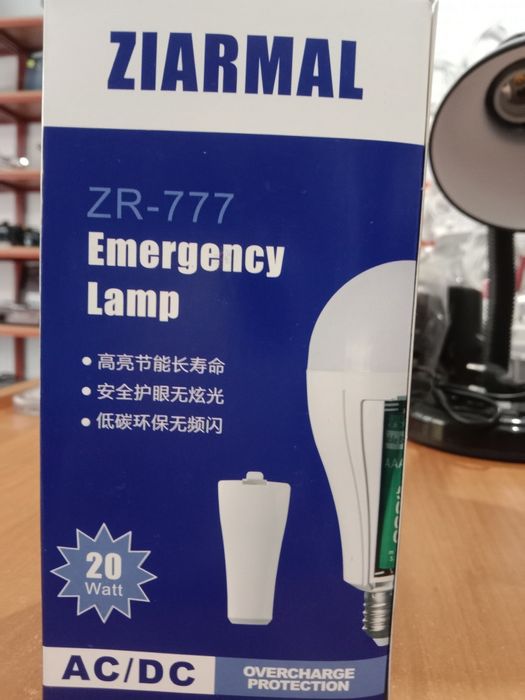 ZIARMAL
ZR-777
Emergency
Lamp
● 高亮节能长寿命
● 安全护眼无炫光
● 低碳环保无频闪
20
Watt
AC/DC
OVERCHARGE
PROTECTION